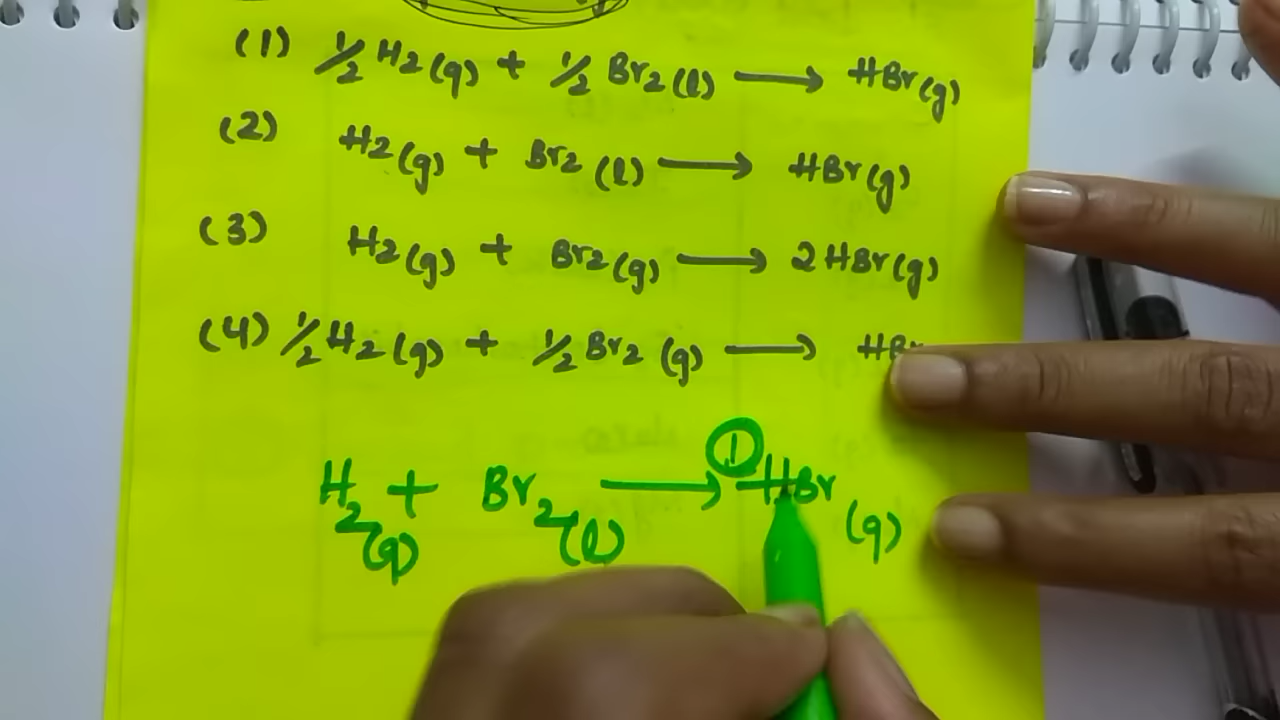 (1) 1/2 H2(g) + 1/2 Br2(l) ⟶ HBr(g)
(2) H2(g) + Br2(l) ⟶ HBr(g)
(3) H2(g) + Br2(g) ⟶ 2HBr(g)
(4) 1/2 H2(g) + 1/2 Br2(g) ⟶ HBr
H2(g) + Br2(l) ⟶ ① HBr(g)